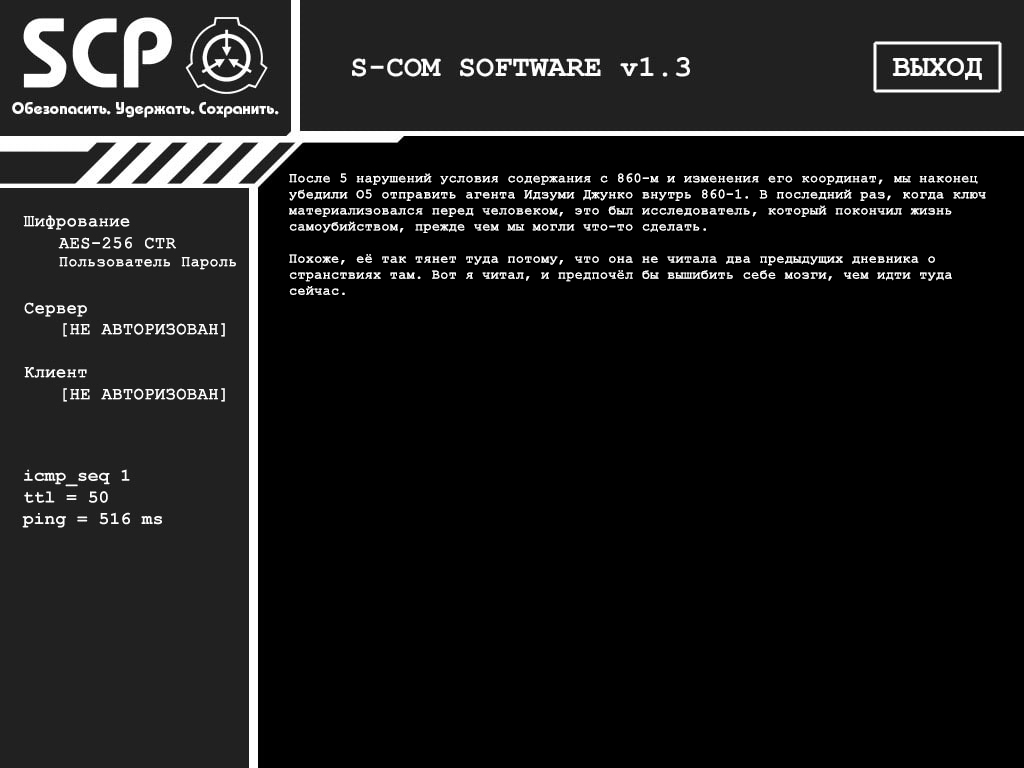 SCP
Обезопасить. Удержать. Сохранить.
S-COM SOFTWARE v1.3
ВЫХОД
Шифрование
AES-256 CTR
Пользователь Пароль
Сервер
[НЕ АВТОРИЗОВАН]
Клиент
[НЕ АВТОРИЗОВАН]
icmp_seq 1
ttl = 50
ping = 516 ms
После 5 нарушений условия содержания с 860-м и изменения его координат, мы наконец
убедили О5 отправить агента Идзуми Джунко внутрь 860-1. В последний раз, когда ключ
материализовался перед человеком, это был исследователь, который покончил жизнь
самоубийством, прежде чем мы могли что-то сделать.
Похоже, её так тянет туда потому, что она не читала два предыдущих дневника о
странствиях там. Вот я читал, и предпочёл бы вышибить себе мозги, чем идти туда
сейчас.